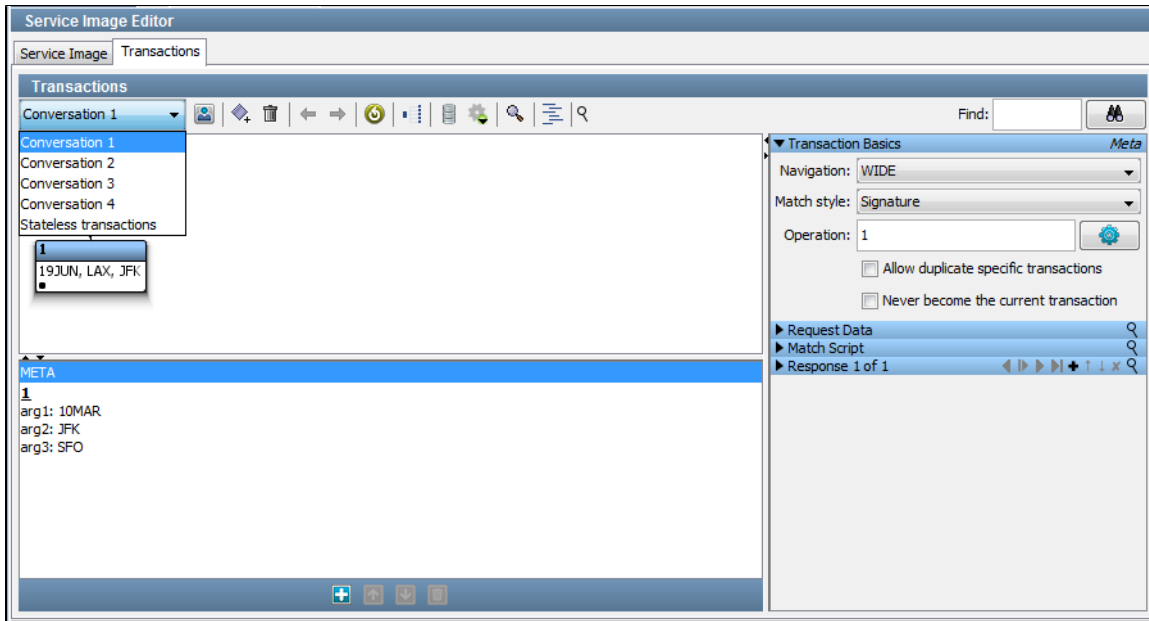 Service Image Editor
Service Image Transactions
Transactions
Conversation 1 Find:
Conversation 1
Conversation 2
Conversation 3
Conversation 4
Stateless transactions
1
19JUN, LAX, JFK
META
1
arg1: 10MAR
arg2: JFK
arg3: SFO
Transaction Basics Meta
Navigation: WIDE
Match style: Signature
Operation: 1
Allow duplicate specific transactions
Never become the current transaction
Request Data
Match Script
Response 1 of 1